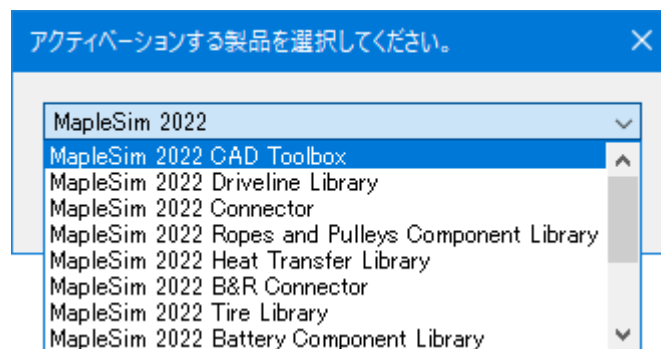 アクティベーションする製品を選択してください。
MapleSim 2022
MapleSim 2022 CAD Toolbox
MapleSim 2022 Driveline Library
MapleSim 2022 Connector
MapleSim 2022 Ropes and Pulleys Component Library
MapleSim 2022 Heat Transfer Library
MapleSim 2022 B&R Connector
MapleSim 2022 Tire Library
MapleSim 2022 Battery Component Library